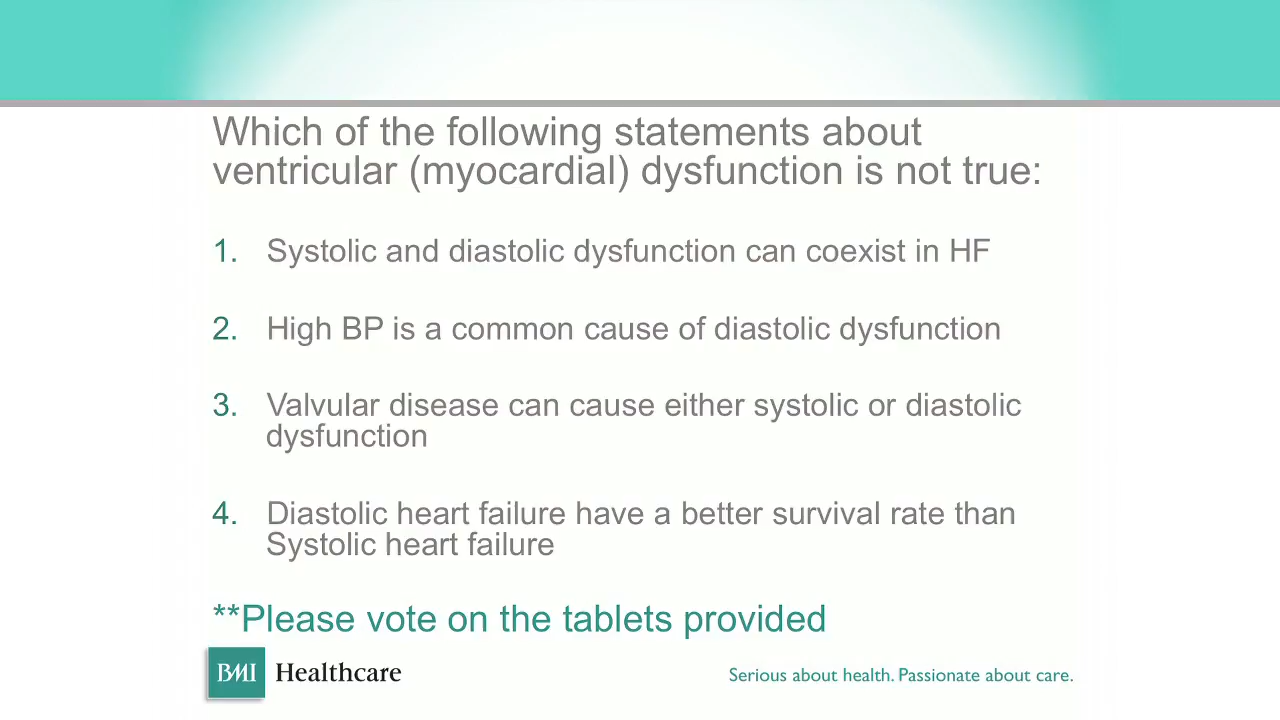 Which of the following statements about
ventricular (myocardial) dysfunction is not true:
1. Systolic and diastolic dysfunction can coexist in HF
2. High BP is a common cause of diastolic dysfunction
3. Valvular disease can cause either systolic or diastolic
dysfunction
4. Diastolic heart failure have a better survival rate than
Systolic heart failure
**Please vote on the tablets provided
BMI Healthcare
Serious about health. Passionate about care.